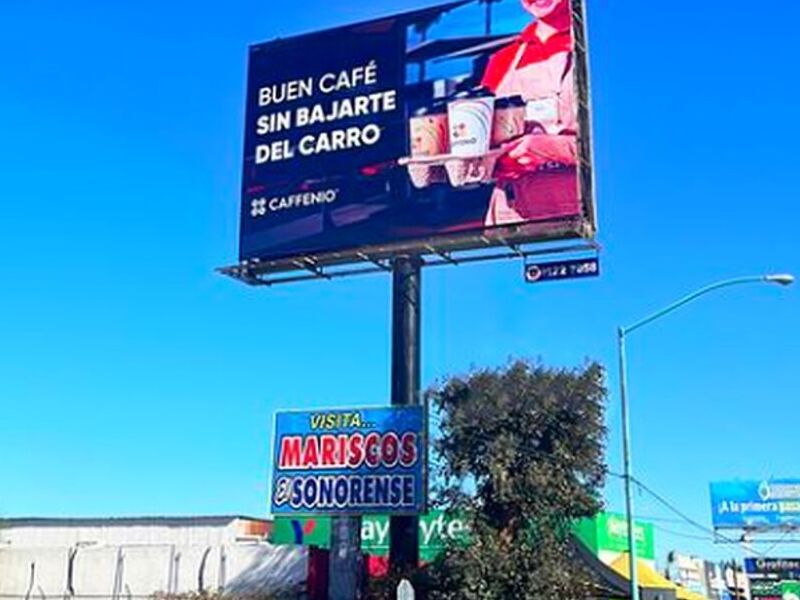 BUEN CAFÉ
SIN BAJARTE
DEL CARRO
CAFFENIO
VISITA...
MARISCOS
El SONORENSE
¡A la primera